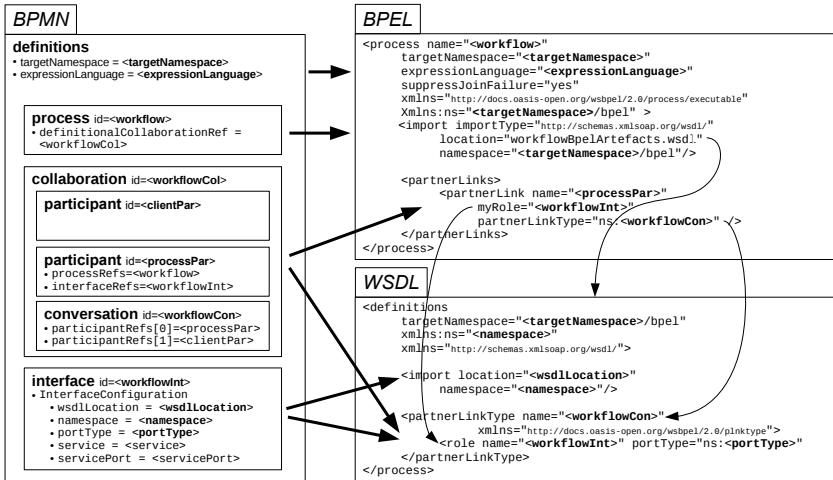 BPMN
definitions
• targetNamespace = <targetNamespace>
• expressionLanguage = <expressionLanguage>
process id=<workflow>
• definitionalCollaborationRef =
<workflowCol>
collaboration id=<workflowCol>
participant id=<clientPar>
participant id=<processPar>
• processRefs=<workflow>
• interfaceRefs=<workflowInt>
conversation id=<workflowCon>
• participantRefs[0]=<processPar>
• participantRefs[1]=<clientPar>
interface id=<workflowInt>
• InterfaceConfiguration
• wsdlLocation = <wsdlLocation>
• namespace = <namespace>
• portType = <portType>
• service = <service>
• servicePort = <servicePort>
BPEL
<process name="<workflow>"
targetNamespace="<targetNamespace>"
expressionLanguage="<expressionLanguage>"
suppressJoinFailure="yes"
xmlns="http://docs.oasis-open.org/wsbpel/2.0/process/executable"
Xmlns:ns="<targetNamespace>/bpel" >
<import importType="http://schemas.xmlsoap.org/wsdl/"
location="workflowBpelArtefacts.wsdl"
namespace="<targetNamespace>/bpel"/>
<partnerLinks>
<partnerLink name="<processPar>"
myRole="<workflowInt>"
partnerLinkType="ns:<workflowCon>" />
</partnerLinks>
</process>
WSDL
<definitions
targetNamespace="<targetNamespace>/bpel"
xmlns:ns="<namespace>"
xmlns="http://schemas.xmlsoap.org/wsdl/">
<import location="<wsdlLocation>"
namespace="<namespace>"/>
<partnerLinkType name="<workflowCon>"
xmlns="http://docs.oasis-open.org/wsbpel/2.0/plnktype">
<role name="<workflowInt>" portType="ns:<portType>"
</partnerLinkType>
</process>